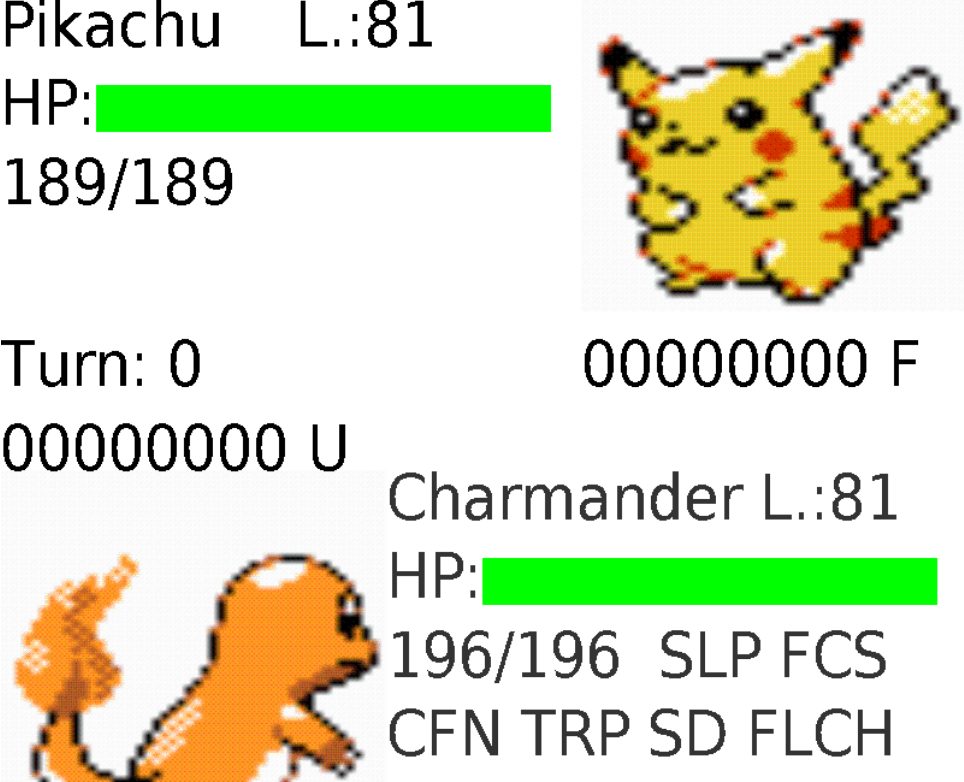 Pikachu L.:81
HP:
189/189
Turn: 0
00000000 F
00000000 U
Charmander L.:81
HP:
196/196 SLP FCS
CFN TRP SD FLCH